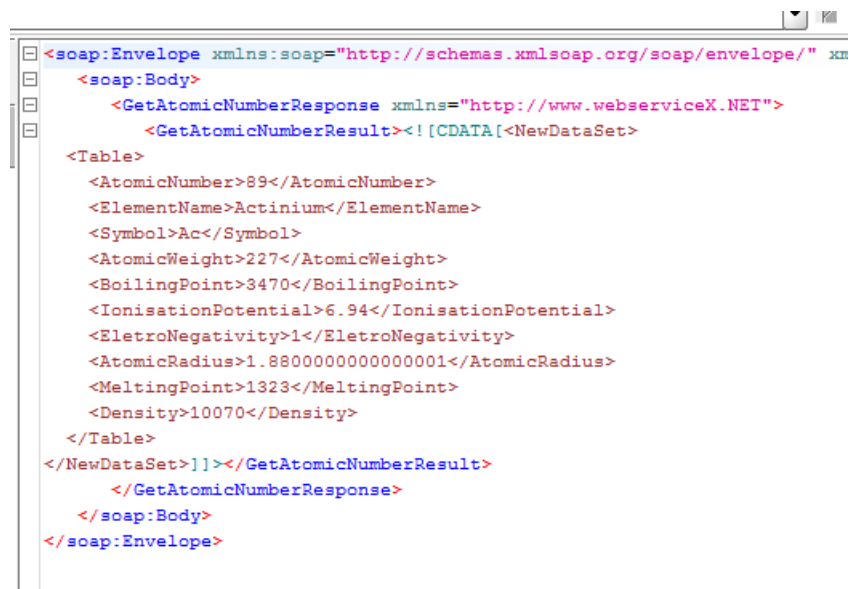 <soap:Envelope xmlns:soap="http://schemas.xmlsoap.org/soap/envelope/" xm
<soap:Body>
<GetAtomicNumberResponse xmlns="http://www.webserviceX.NET">
<GetAtomicNumberResult><![CDATA[<NewDataSet>
<Table>
<AtomicNumber>89</AtomicNumber>
<ElementName>Actinium</ElementName>
<Symbol>Ac</Symbol>
<AtomicWeight>227</AtomicWeight>
<BoilingPoint>3470</BoilingPoint>
<IonisationPotential>6.94</IonisationPotential>
<EletroNegativity>1</EletroNegativity>
<AtomicRadius>1.8800000000000001</AtomicRadius>
<MeltingPoint>1323</MeltingPoint>
<Density>10070</Density>
</Table>
</NewDataSet>]]></GetAtomicNumberResult>
</GetAtomicNumberResponse>
</soap:Body>
</soap:Envelope>